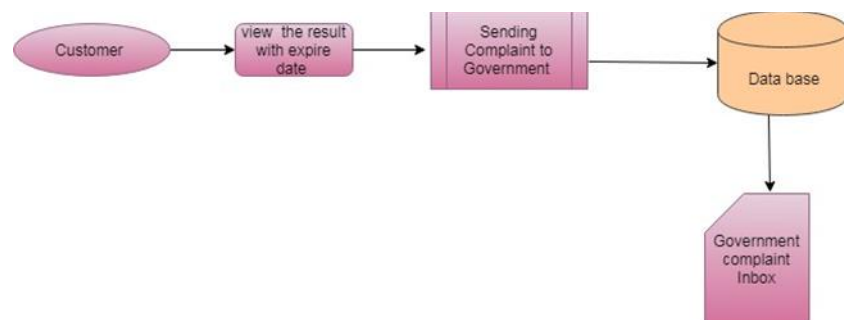 Customer
view the result
with expire
date
Sending
Complaint to
Government
Data base
Government
complaint
Inbox